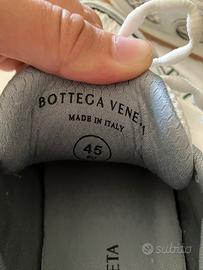 BOTTEGA VENETA
MADE IN ITALY
45
subito